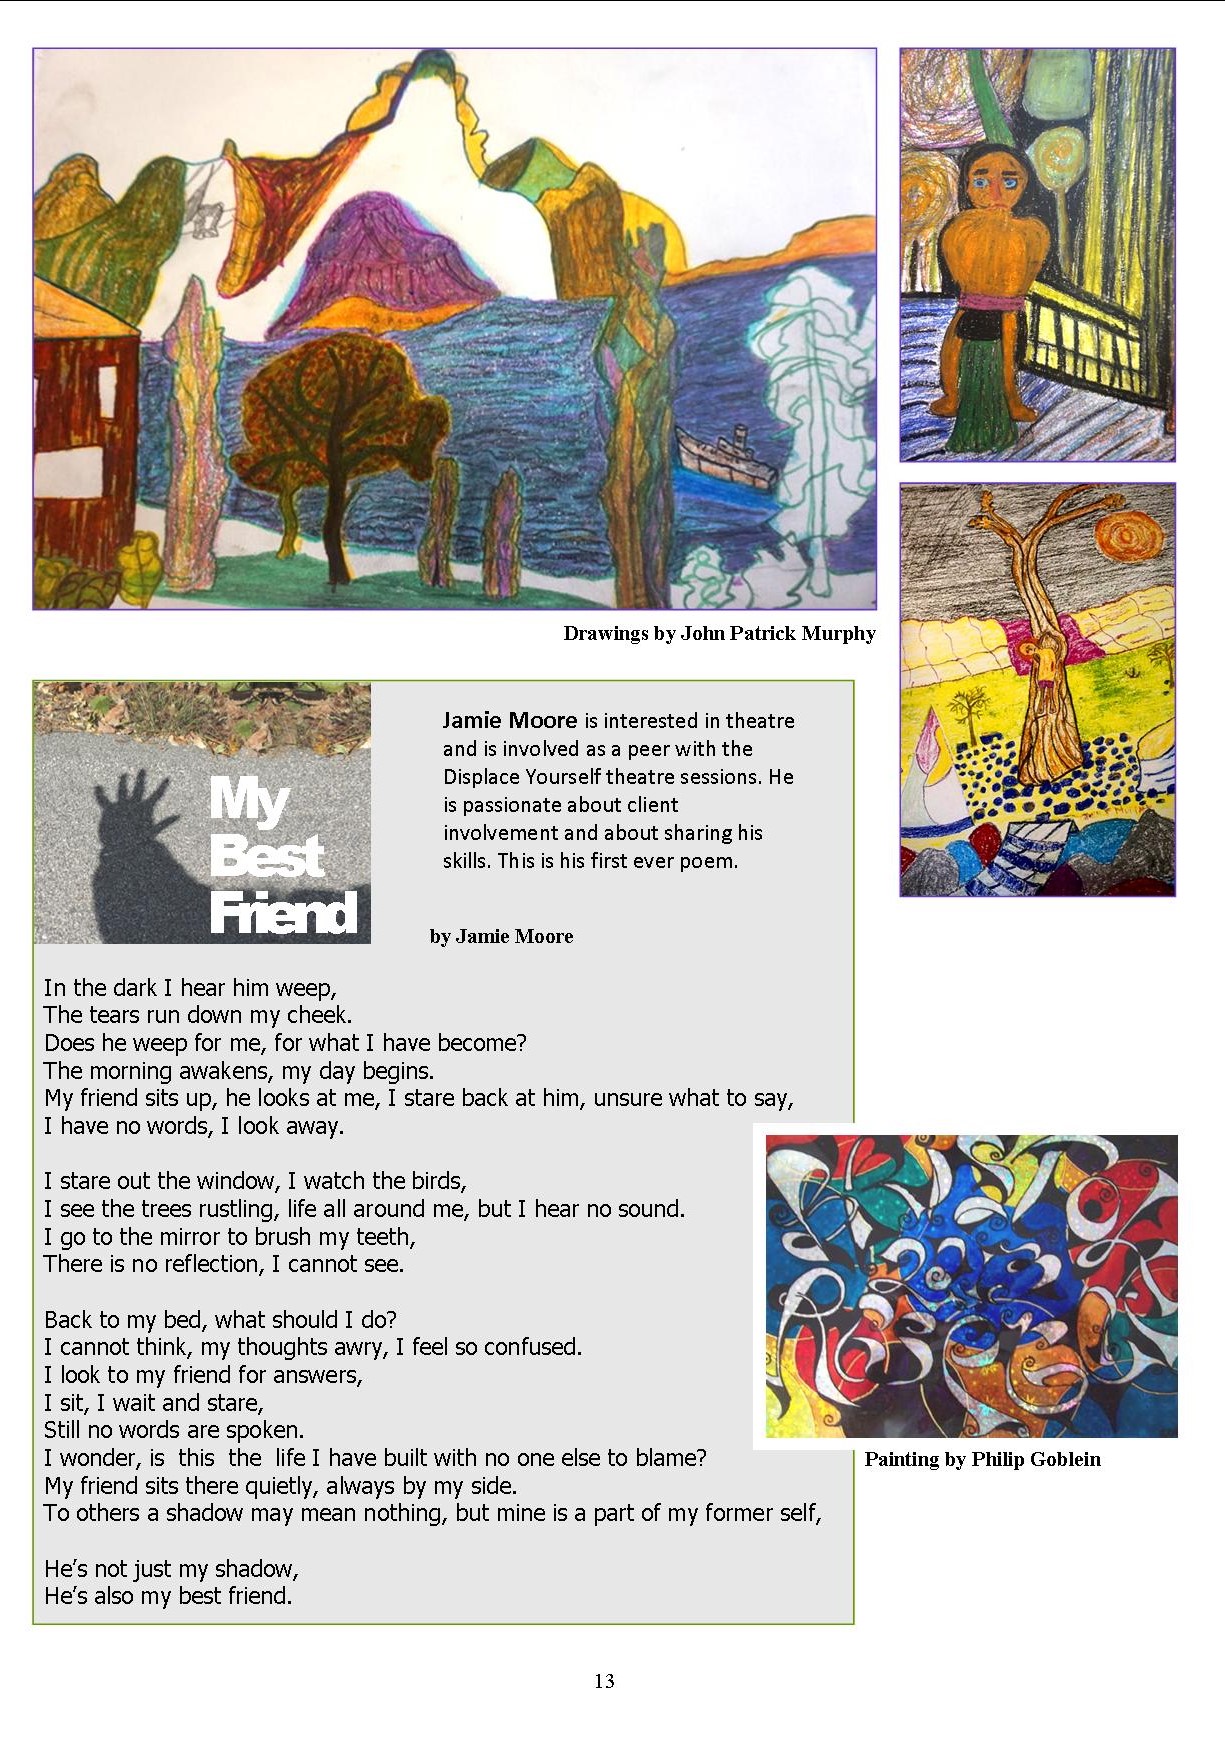 Drawings by John Patrick Murphy
My
Best
Friend
Jamie Moore is interested in theatre
and is involved as a peer with the
Displace Yourself theatre sessions. He
is passionate about client
involvement and about sharing his
skills. This is his first ever poem.
by Jamie Moore
In the dark I hear him weep,
The tears run down my cheek.
Does he weep for me, for what I have become?
The morning awakens, my day begins.
My friend sits up, he looks at me, I stare back at him, unsure what to say,
I have no words, I look away.
I stare out the window, I watch the birds,
I see the trees rustling, life all around me, but I hear no sound.
I go to the mirror to brush my teeth,
There is no reflection, I cannot see.
Back to my bed, what should I do?
I cannot think, my thoughts awry, I feel so confused.
I look to my friend for answers,
I sit, I wait and stare,
Still no words are spoken.
I wonder, is this the life I have built with no one else to blame?
My friend sits there quietly, always by my side.
To others a shadow may mean nothing, but mine is a part of my former self,
He's not just my shadow,
He's also my best friend.
Painting by Philip Goblein
13